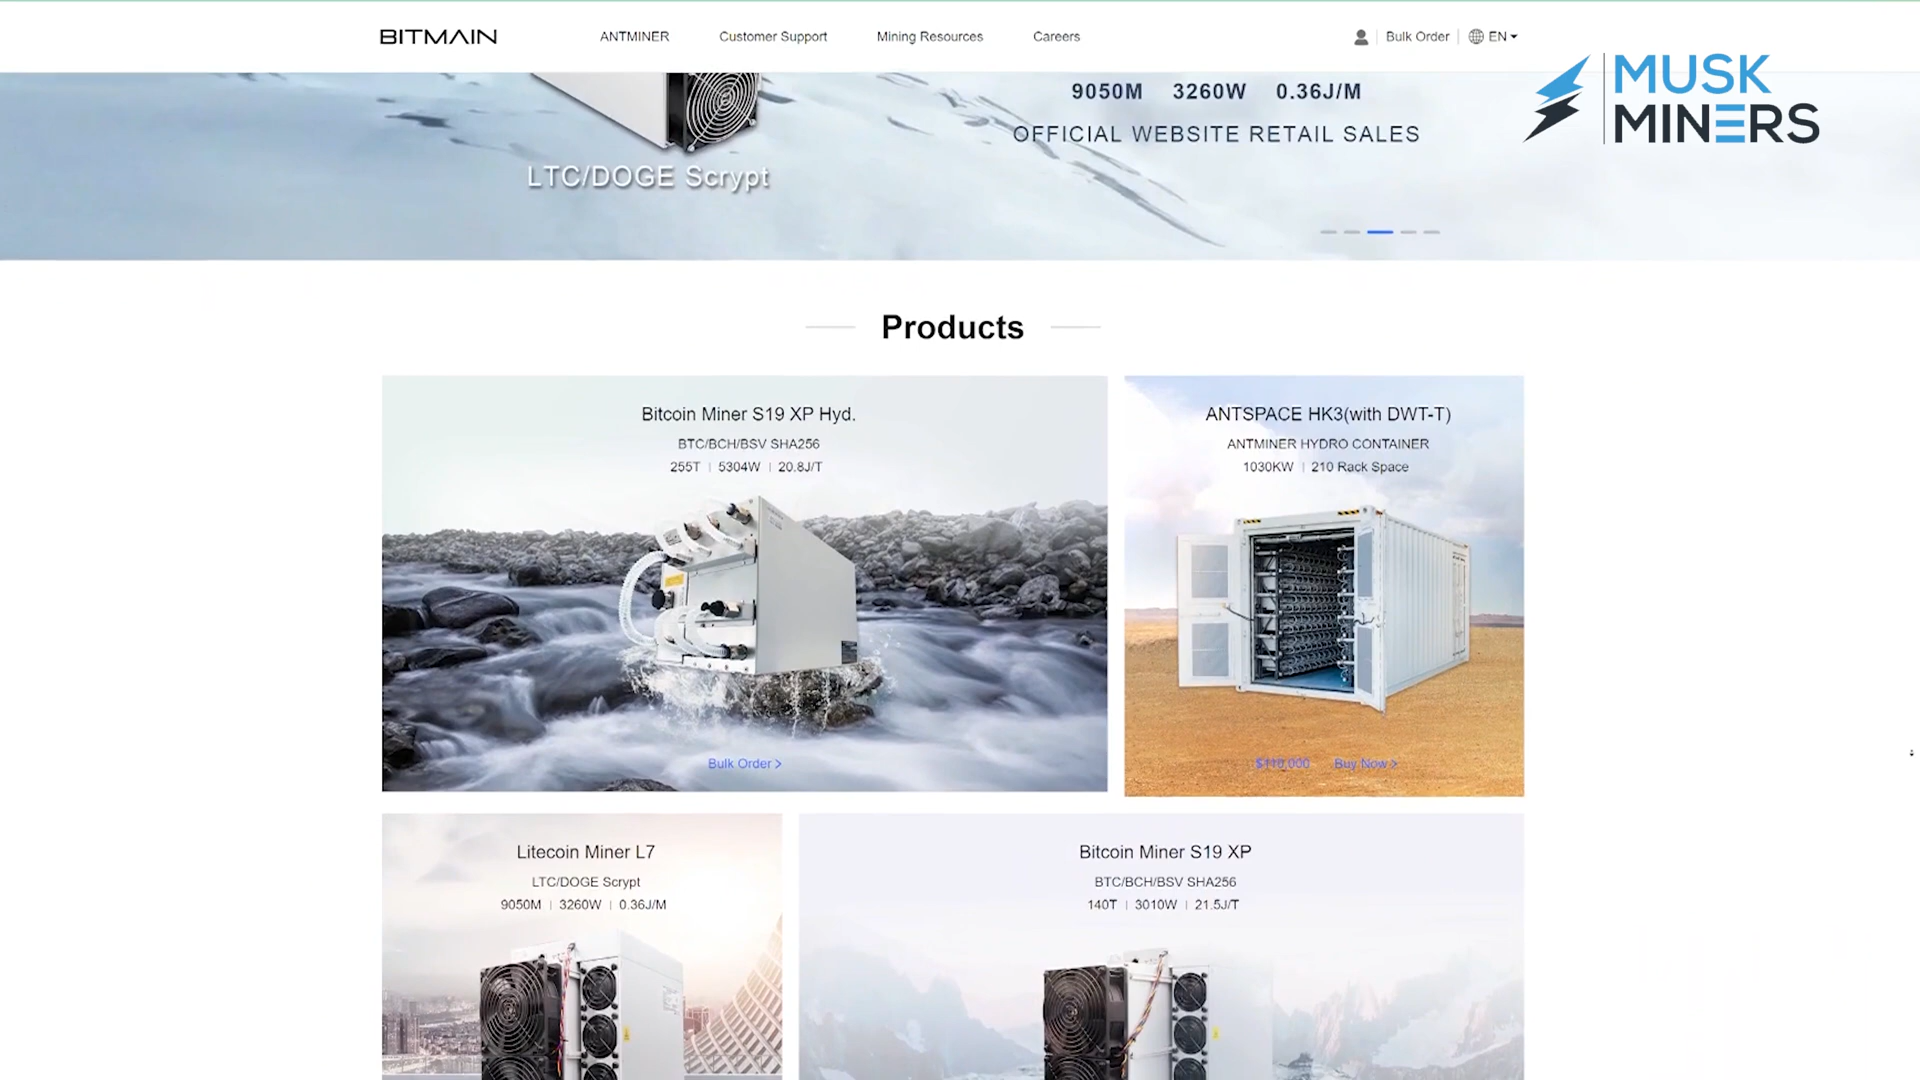 BITMAIN
ANTMINER
Customer Support
Mining Resources
Careers
Bulk Order
EN
MUSK
MINERS
9050M 3260W 0.36J/M
OFFICIAL WEBSITE RETAIL SALES
LTC/DOGE Scrypt
Products
Bitcoin Miner S19 XP Hyd.
BTC/BCH/BSV SHA256
255T | 5304W | 20.8J/T
Bulk Order >
ANTSPACE HK3(with DWT-T)
ANTMINER HYDRO CONTAINER
1030KW | 210 Rack Space
$110,000 Buy Now >
Litecoin Miner L7
LTC/DOGE Scrypt
9050M | 3260W | 0.36J/M
Bitcoin Miner S19 XP
BTC/BCH/BSV SHA256
140T | 3010W | 21.5J/T